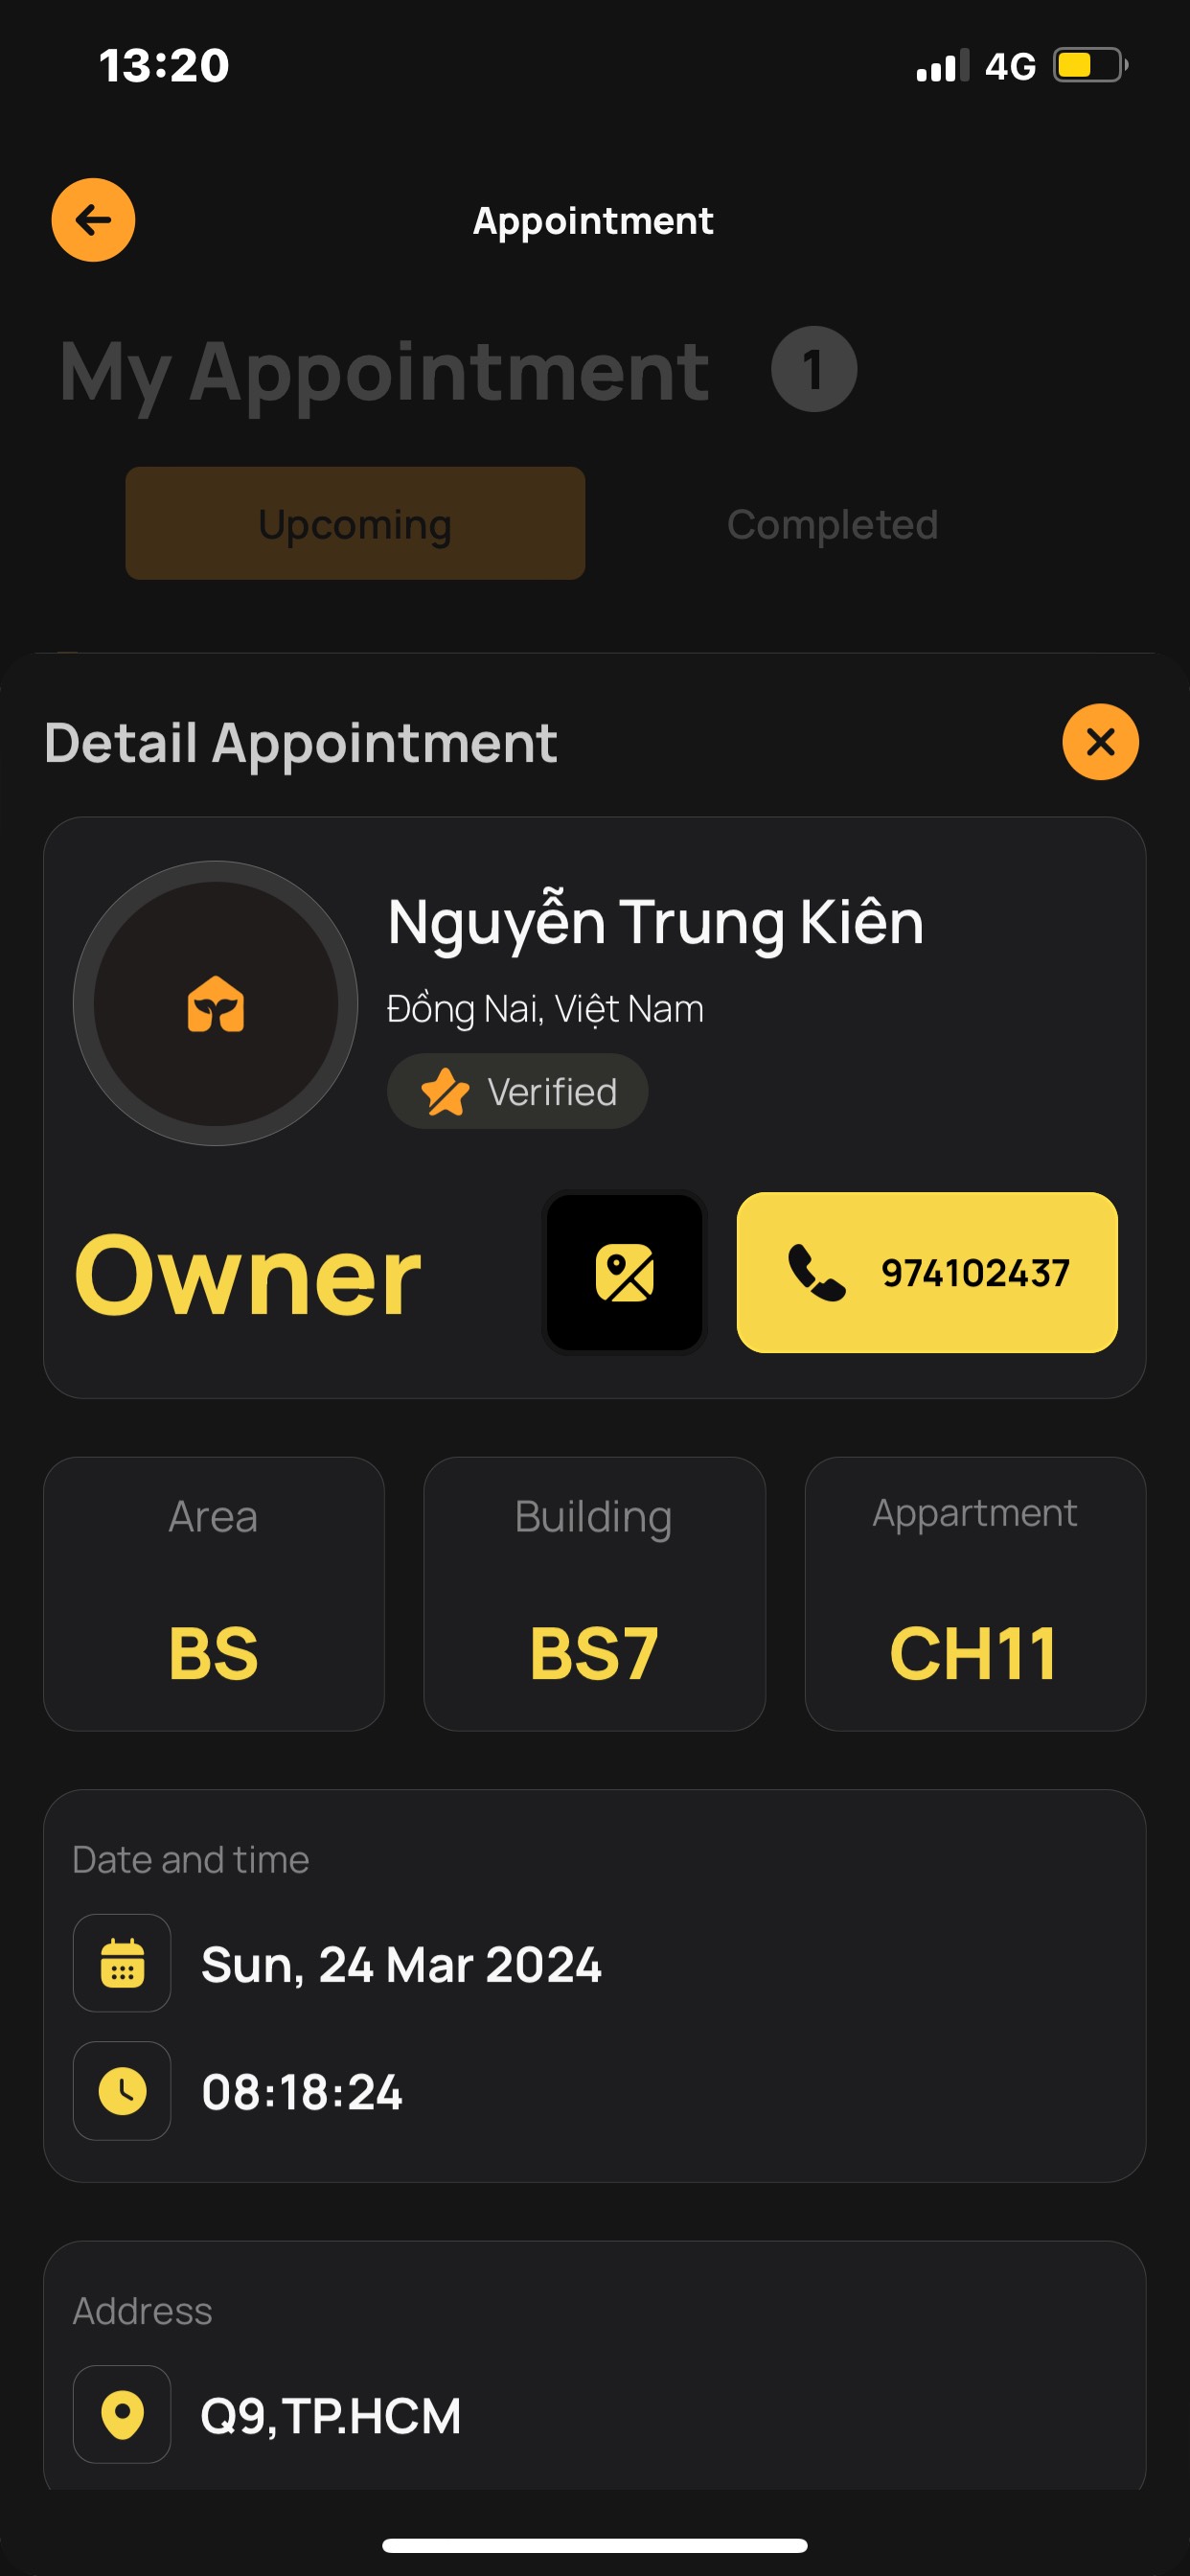 13:20
4G
Appointment
My Appointment 1
Upcoming Completed
Detail Appointment
Nguyễn Trung Kiên
Đồng Nai, Việt Nam
Verified
Owner
974102437
Area Building Appartment
BS BS7 CH11
Date and time
Sun, 24 Mar 2024
08:18:24
Address
Q9,TP.HCM